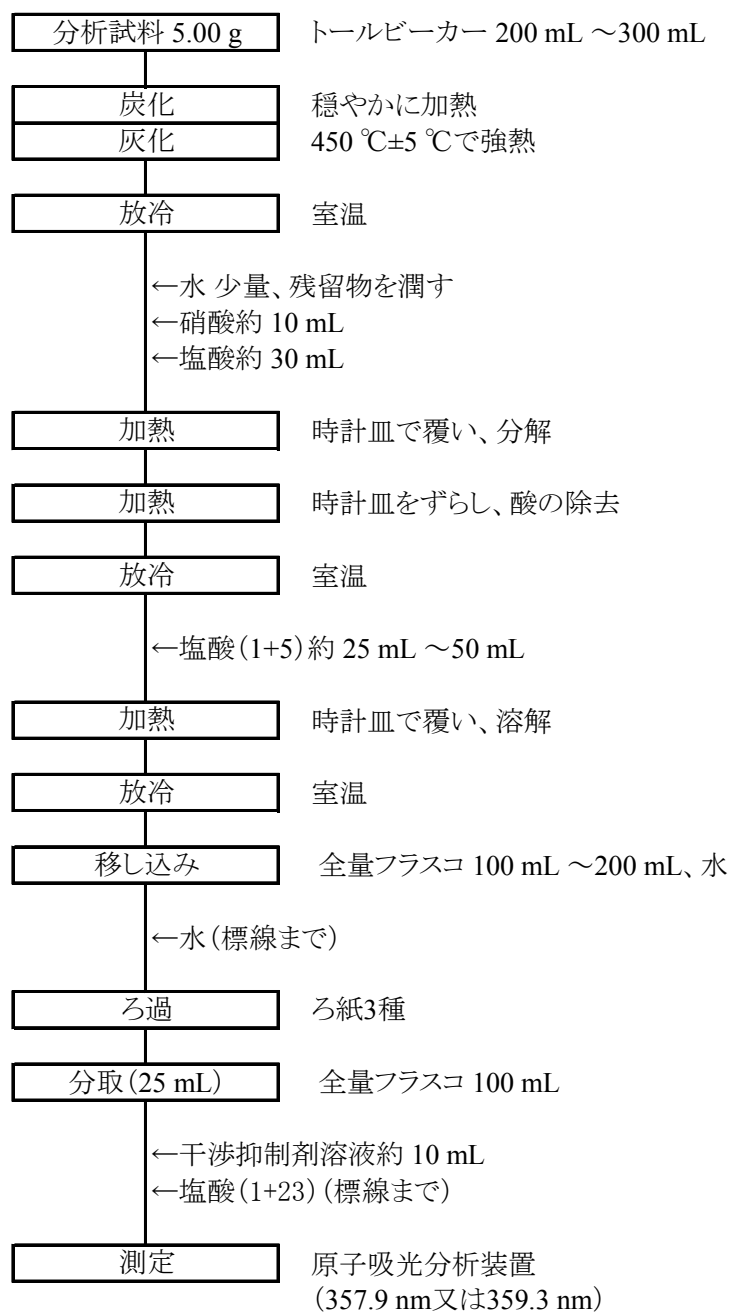 分析試料 5.00 g トールビーカー 200 mL ～300 mL
炭化 穏やかに加熱
灰化 450 ℃±5 ℃で強熱
放冷 室温
←水 少量、残留物を潤す
←硝酸約 10 mL
←塩酸約 30 mL
加熱 時計皿で覆い、分解
加熱 時計皿をずらし、酸の除去
放冷 室温
←塩酸（1+5）約 25 mL ～50 mL
加熱 時計皿で覆い、溶解
放冷 室温
移し込み 全量フラスコ 100 mL ～200 mL、水
←水（標線まで）
ろ過 ろ紙3種
分取（25 mL） 全量フラスコ 100 mL
←干渉抑制剤溶液約 10 mL
←塩酸（1+23）（標線まで）
測定 原子吸光分析装置
（357.9 nm又は359.3 nm）